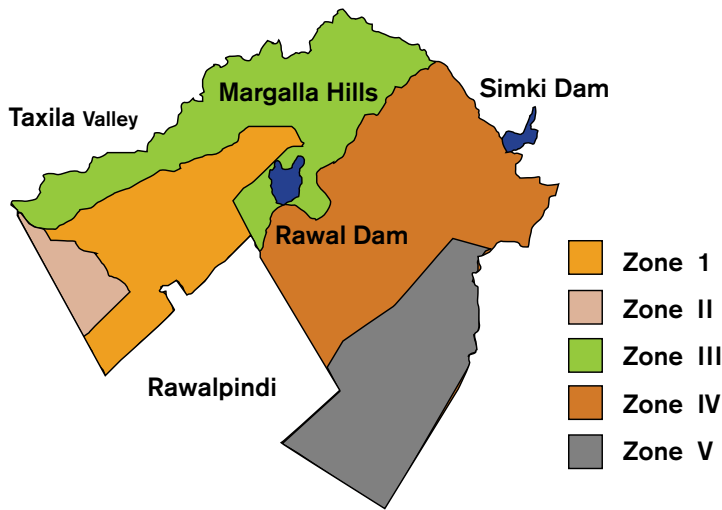 Margalla Hills
Simki Dam
Taxila Valley
Rawal Dam
Rawalpindi
Zone 1
Zone II
Zone III
Zone IV
Zone V